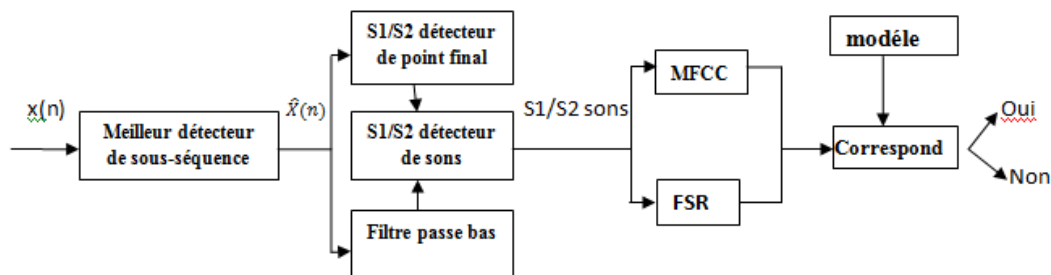 x(n)
Meilleur détecteur
de sous-séquence
X̂(n)
S1/S2 détecteur
de point final
S1/S2 détecteur
de sons
Filtre passe bas
S1/S2 sons
MFCC
FSR
modéle
Correspond
Oui
Non